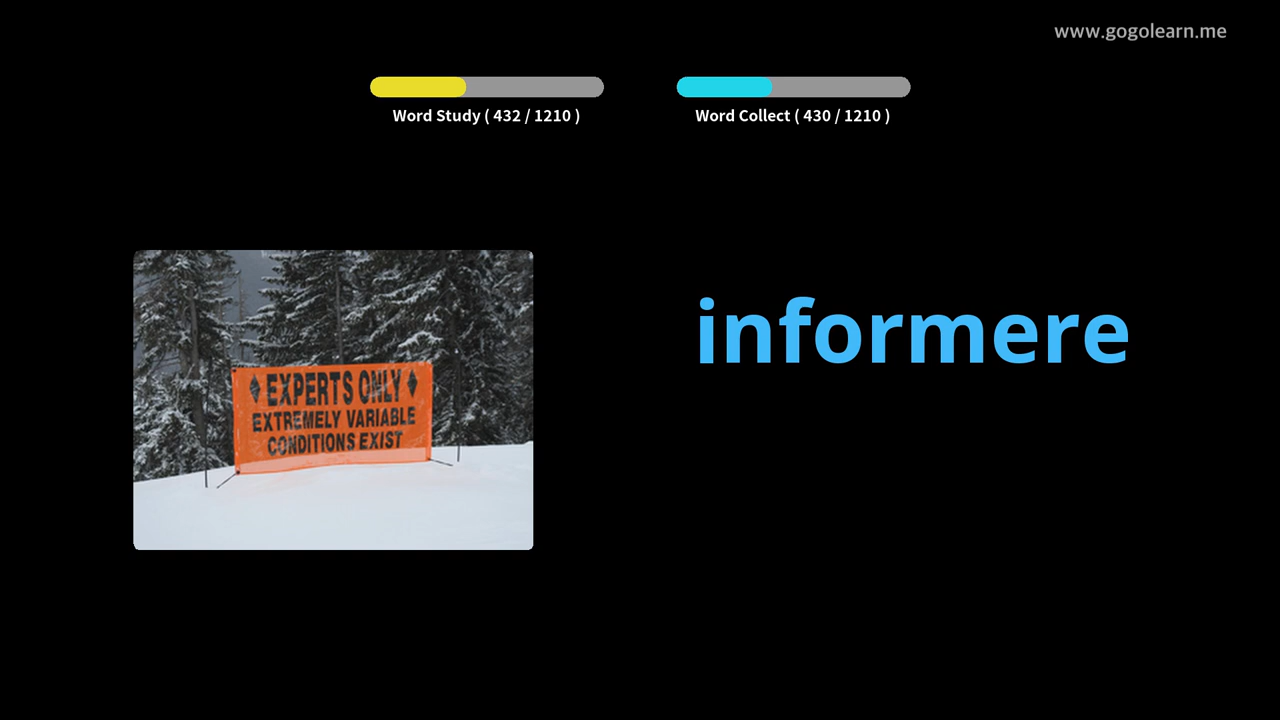 www.gogolearn.me
Word Study ( 432 / 1210 )
Word Collect ( 430 / 1210 )
EXPERTS ONLY
EXTREMELY VARIABLE
CONDITIONS EXIST
informere